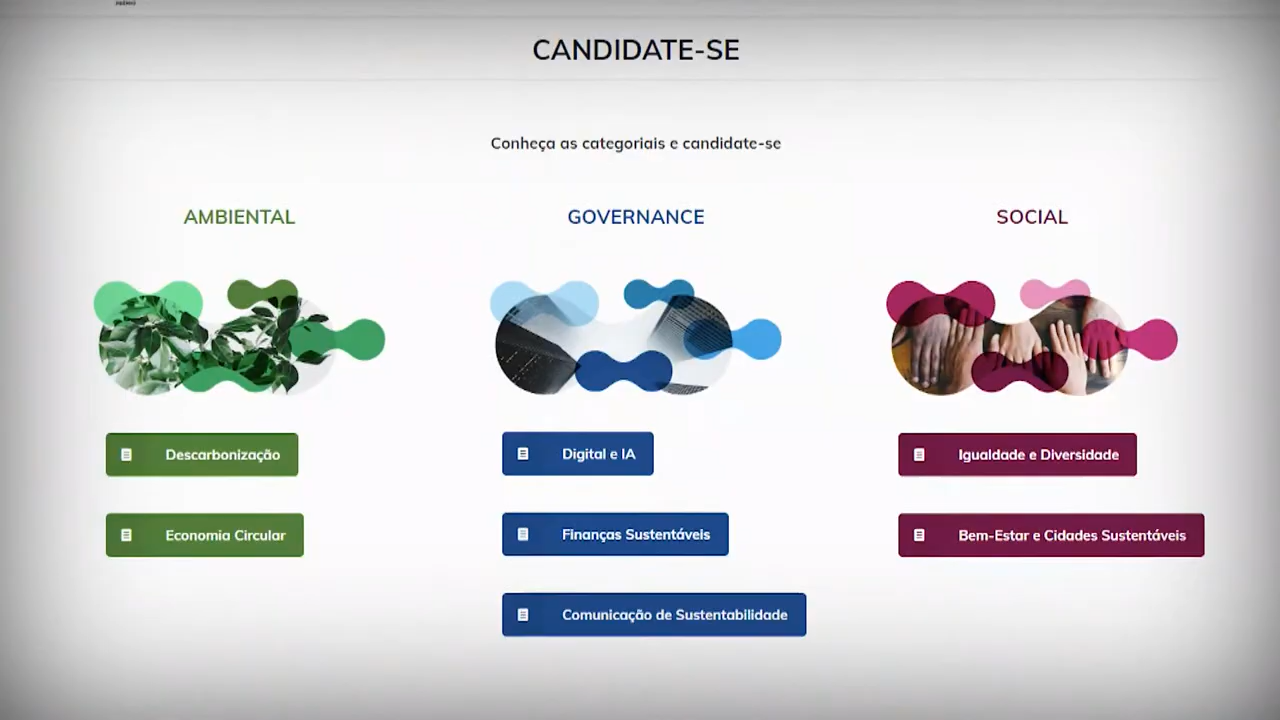 CANDIDATE-SE
Conheça as categoriais e candidate-se
AMBIENTAL
Descarbonização
Economia Circular
GOVERNANCE
Digital e IA
Finanças Sustentáveis
Comunicação de Sustentabilidade
SOCIAL
Igualdade e Diversidade
Bem-Estar e Cidades Sustentáveis